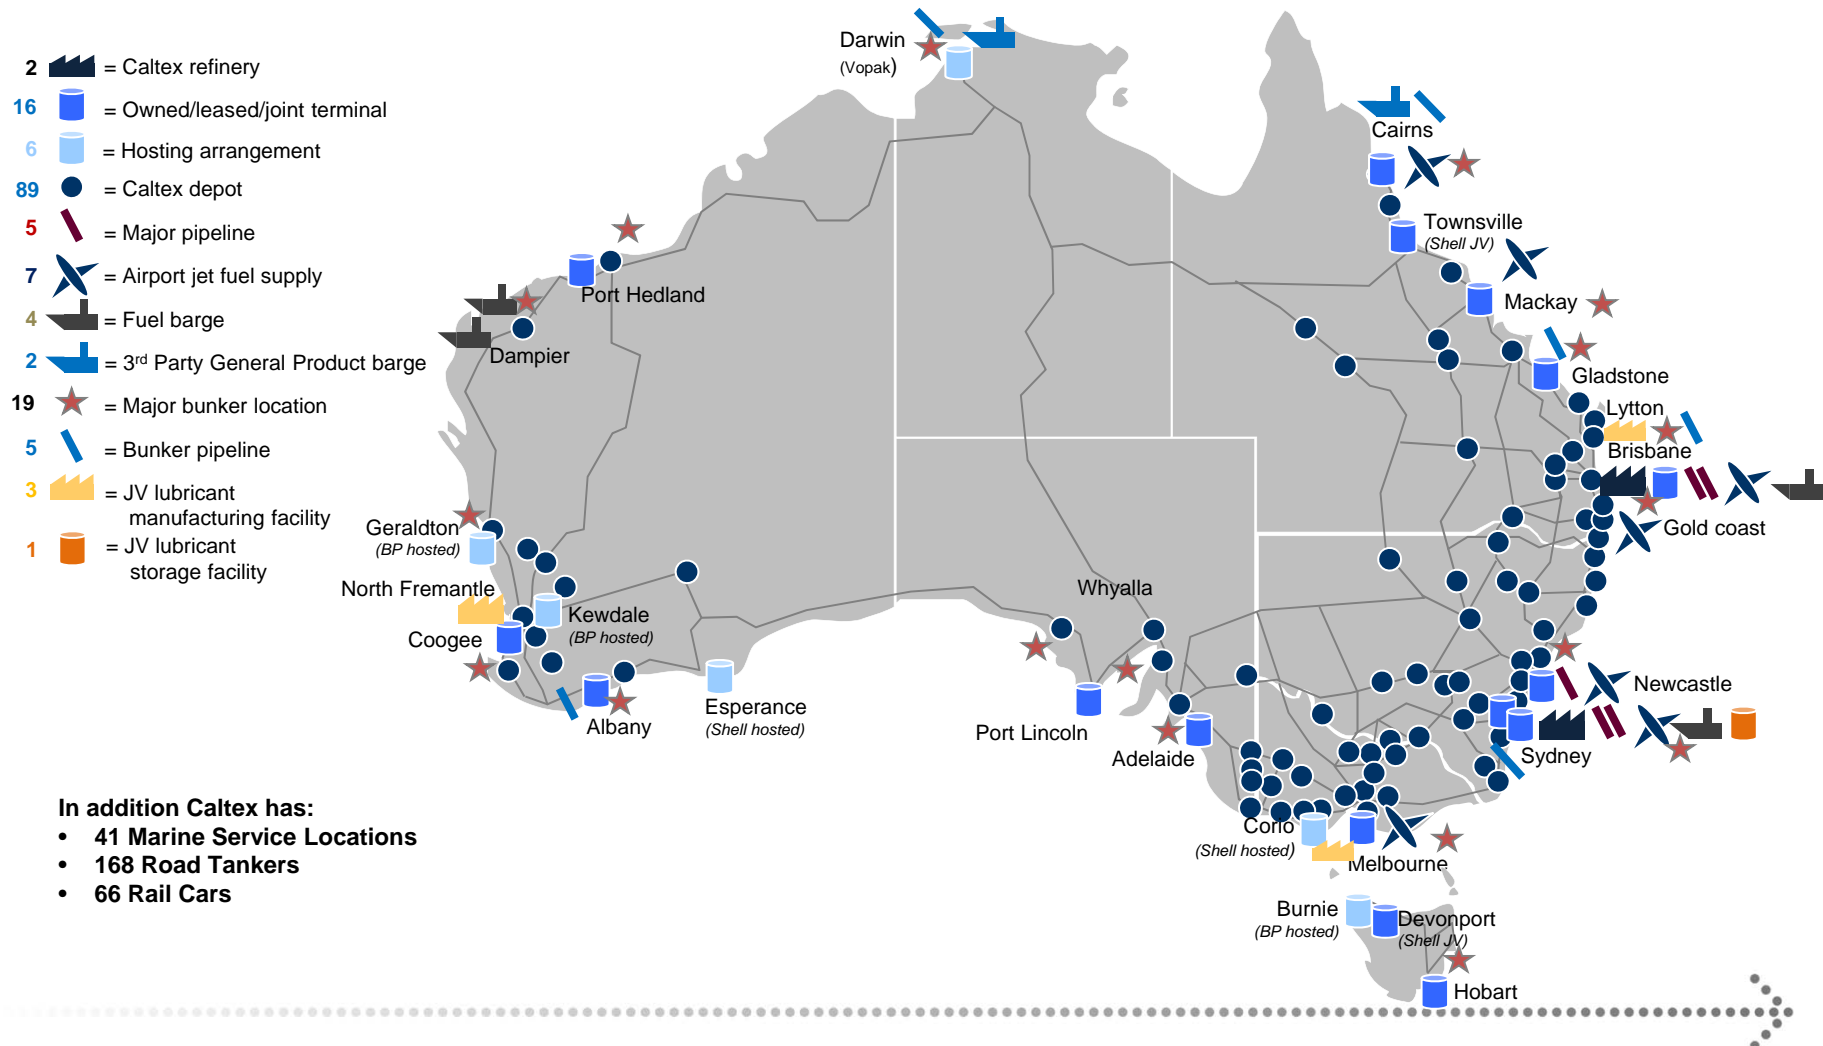 2 = Caltex refinery
16 = Owned/leased/joint terminal
6 = Hosting arrangement
89 = Caltex depot
5 = Major pipeline
7 = Airport jet fuel supply
4 = Fuel barge
2 = 3rd Party General Product barge
19 = Major bunker location
5 = Bunker pipeline
3 = JV lubricant
manufacturing facility
1 = JV lubricant
storage facility
In addition Caltex has:
• 41 Marine Service Locations
• 168 Road Tankers
• 66 Rail Cars
Darwin
(Vopak)
Cairns
Townsville
(Shell JV)
Mackay
Gladstone
Lytton
Brisbane
Gold coast
Newcastle
Sydney
Port Hedland
Dampier
Geraldton
(BP hosted)
North Fremantle
Kewdale
(BP hosted)
Coogee
Albany
Esperance
(Shell hosted)
Whyalla
Port Lincoln
Adelaide
Corio
(Shell hosted)
Melbourne
Burnie
(BP hosted)
Devonport
(Shell JV)
Hobart